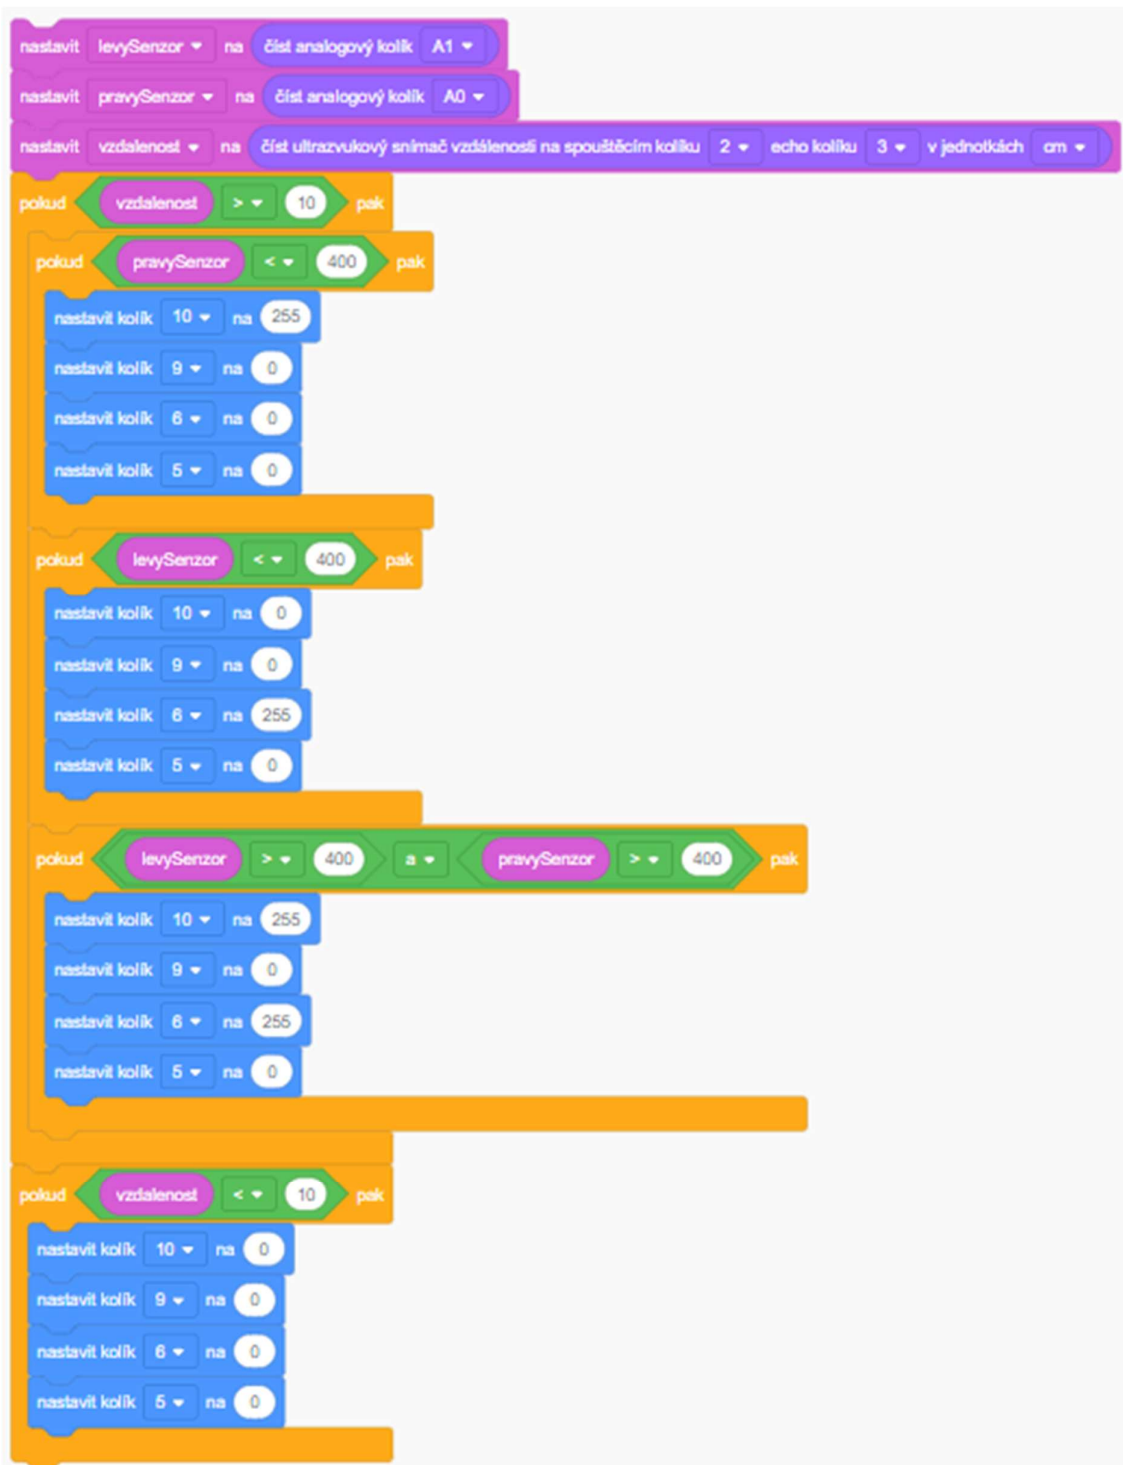 nastavit levySenzor na číst analogový kolík A1
nastavit pravySenzor na číst analogový kolík A0
nastavit vzdalenost na číst ultrazvukový snímač vzdálenosti na spouštěcím kolíku 2 echo kolíku 3 v jednotkách cm
pokud vzdalenost > 10 pak
pokud pravySenzor < 400 pak
nastavit kolík 10 na 255
nastavit kolík 9 na 0
nastavit kolík 6 na 0
nastavit kolík 5 na 0
pokud levySenzor < 400 pak
nastavit kolík 10 na 0
nastavit kolík 9 na 0
nastavit kolík 6 na 255
nastavit kolík 5 na 0
pokud levySenzor > 400 a pravySenzor > 400 pak
nastavit kolík 10 na 255
nastavit kolík 9 na 0
nastavit kolík 6 na 255
nastavit kolík 5 na 0
pokud vzdalenost < 10 pak
nastavit kolík 10 na 0
nastavit kolík 9 na 0
nastavit kolík 6 na 0
nastavit kolík 5 na 0